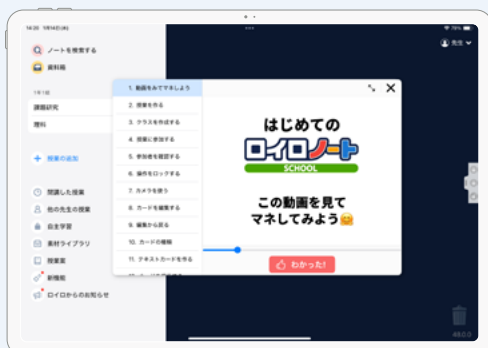 16:20 1月14日(水)
79%
ノートを検索する
資料箱
1年1組
課題研究
理科
授業の追加
閲講した授業
他の先生の授業
自主学習
素材ライブラリ
授業案
新機能
ロイロからのお知らせ
先生
1. 動画をみてマネしよう
2. 授業を作る
3. クラスを作成する
4. 授業に参加する
5. 参加者を確認する
6. 操作をロックする
7. カメラを使う
8. カードを編集する
9. 編集から戻る
10. カードの種類
11. テキストカードを作る
はじめての
ロイロノート
SCHOOL
この動画を見て
マネしてみよう😊
わかった!